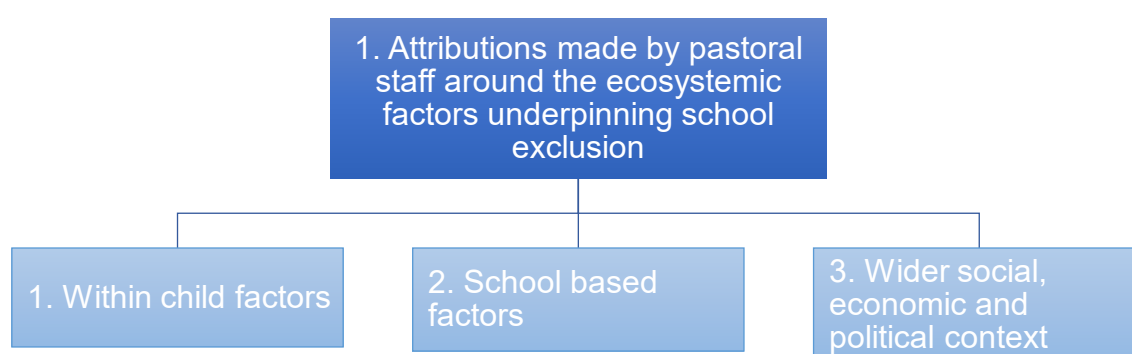 1. Attributions made by pastoral
staff around the ecosystemic
factors underpinning school
exclusion
1. Within child factors
2. School based
factors
3. Wider social,
economic and
political context